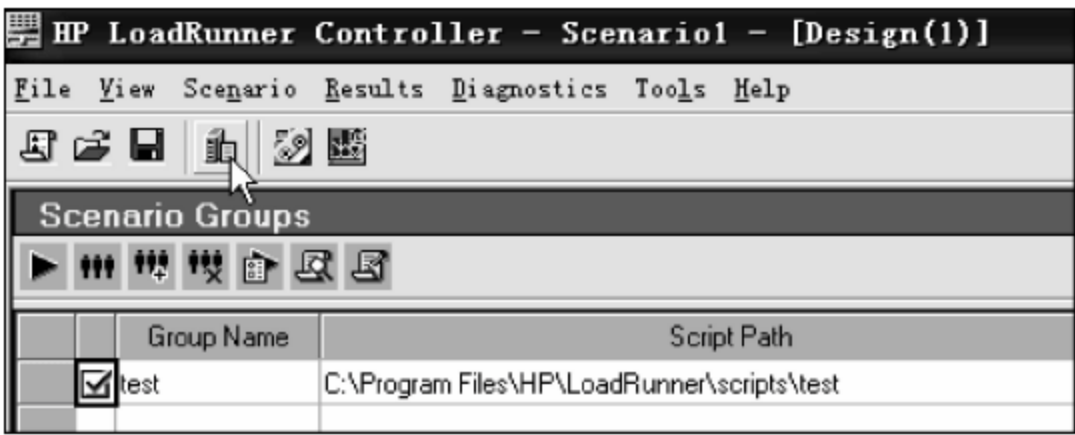 HP LoadRunner Controller - Scenario1 - [Design(1)]
File View Scenario Results Diagnostics Tools Help
Scenario Groups
Group Name Script Path
test C:\Program Files\HP\LoadRunner\scripts\test